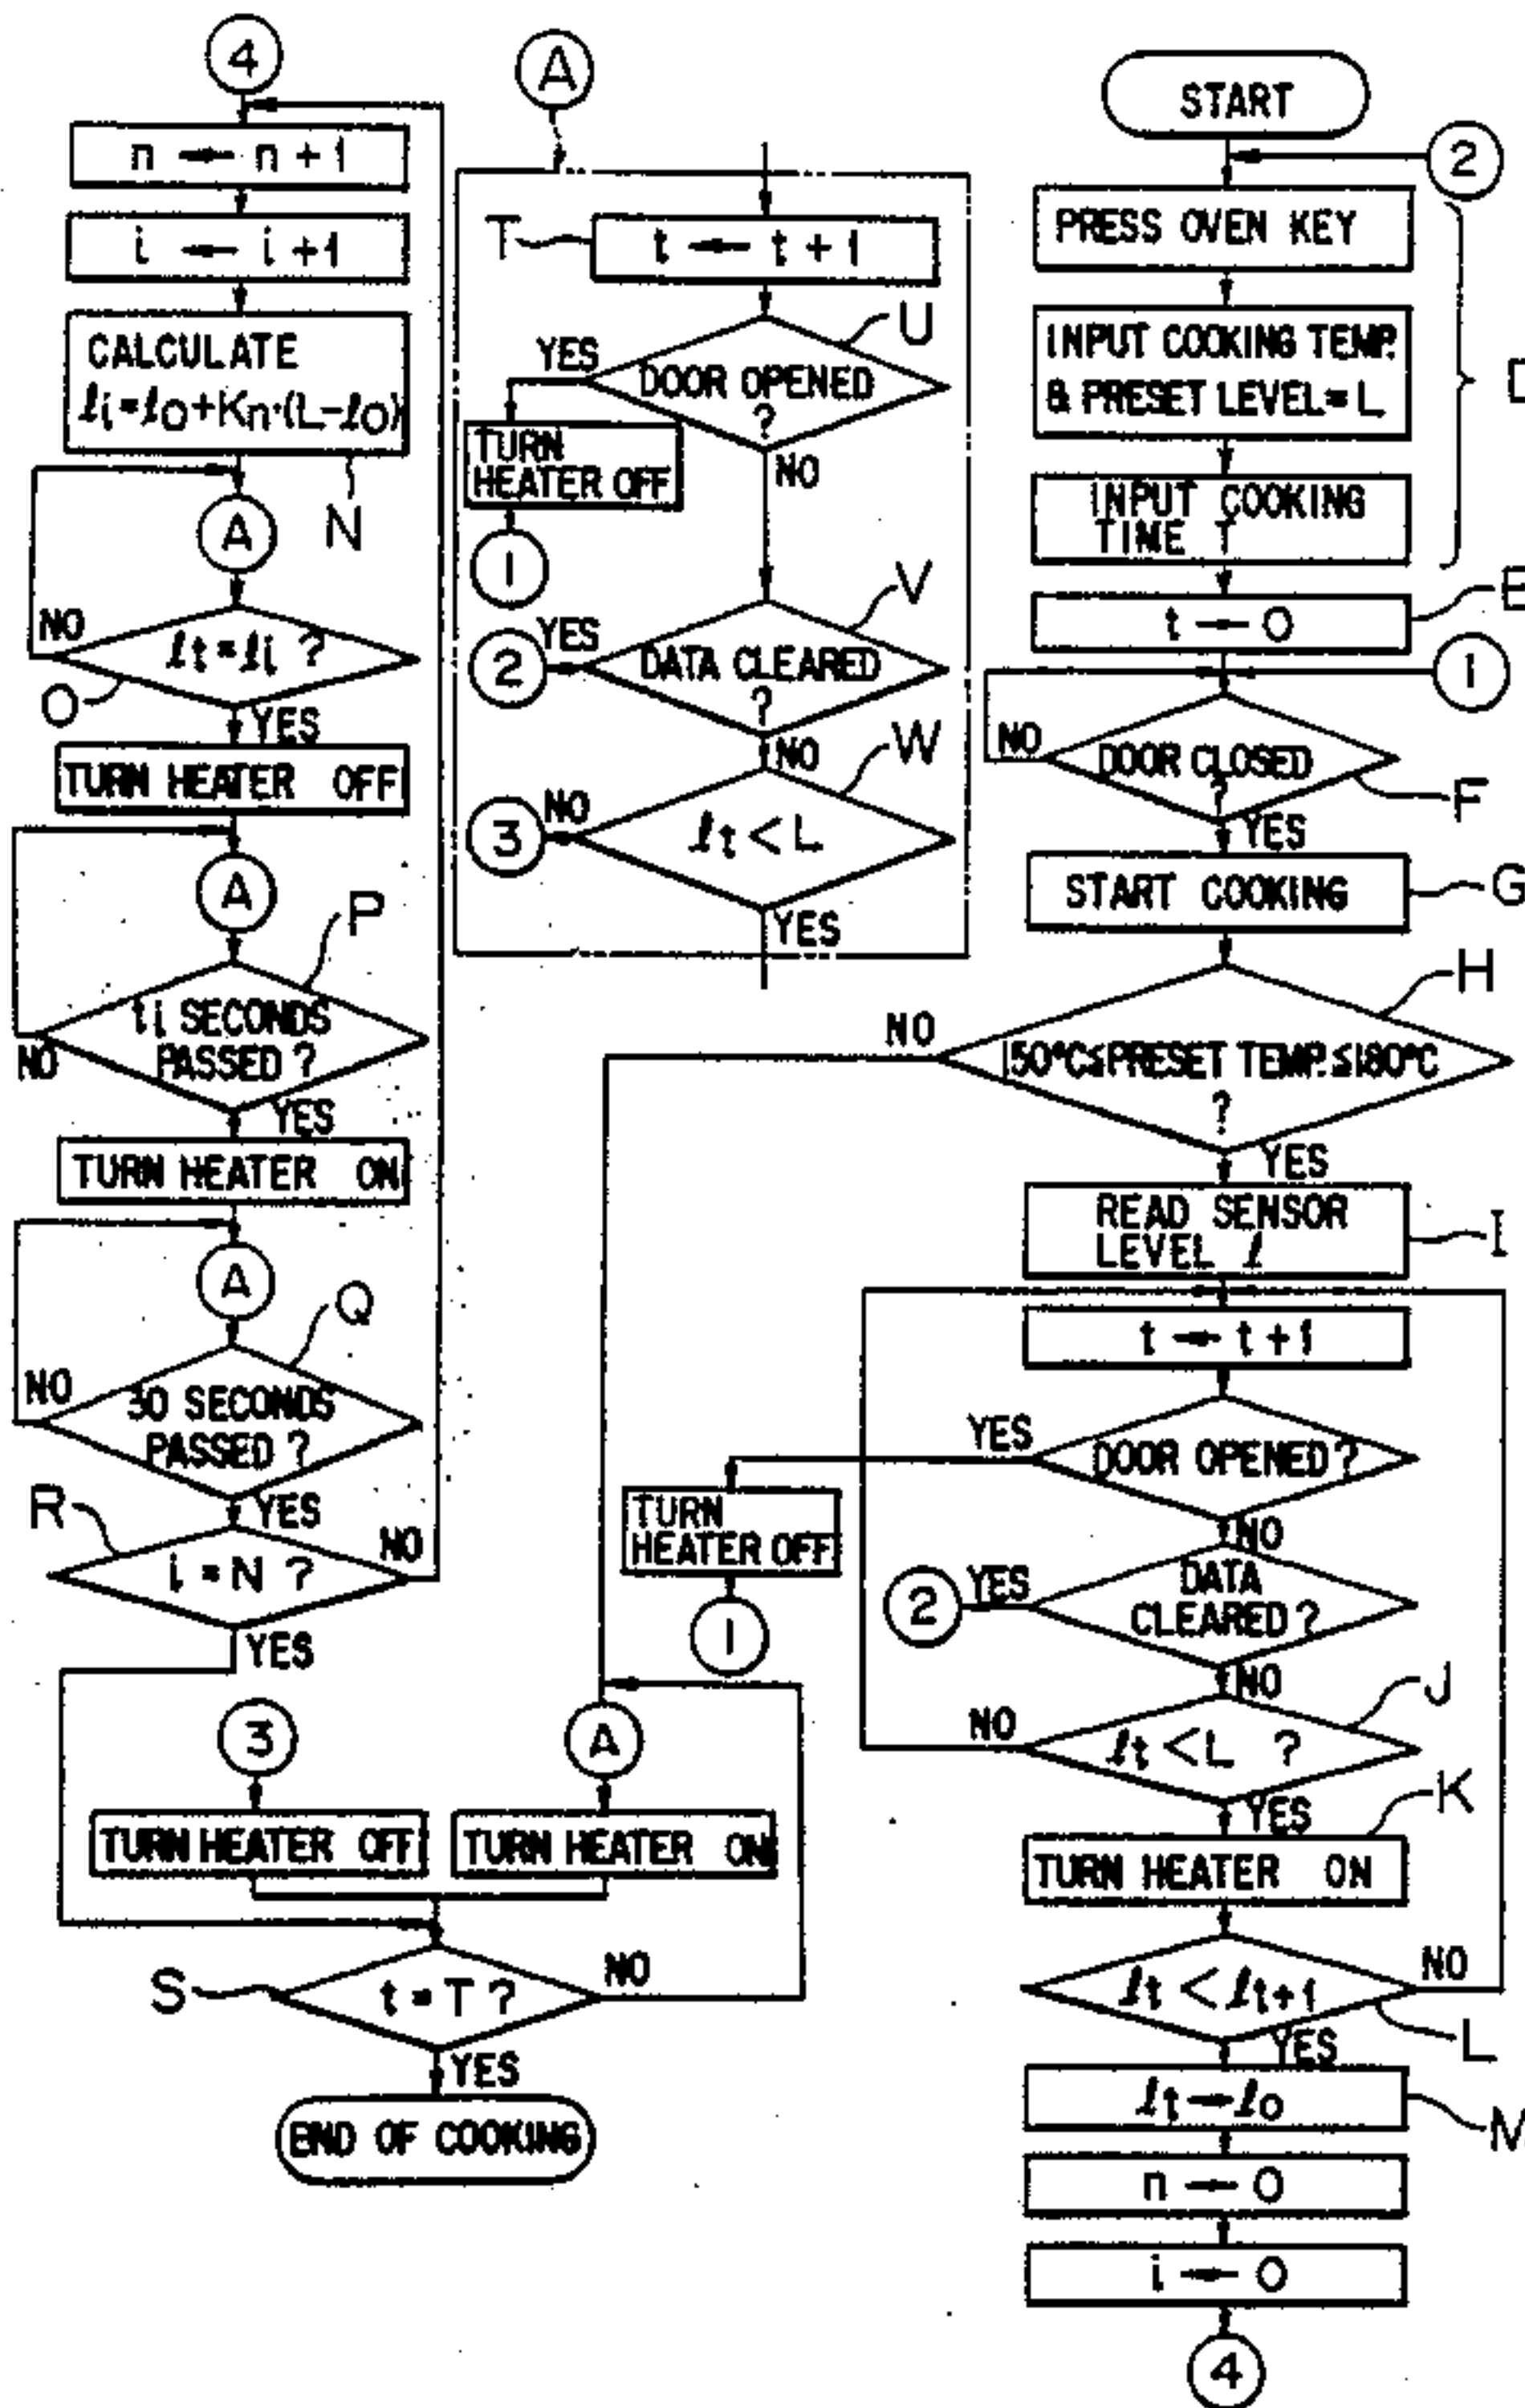 4
n ← n + 1
i ← i + 1
CALCULATE
ℓi = ℓ0 + Kn·(L-ℓ0)
N
A
ℓt = ℓi ?
NO
O
YES
TURN HEATER OFF
A
P
ti SECONDS
PASSED ?
NO
YES
TURN HEATER ON
A
Q
30 SECONDS
PASSED ?
NO
YES
R
i = N ?
NO
YES
3
TURN HEATER OFF
A
TURN HEATER ON
S
t = T ?
NO
YES
END OF COOKING
A
T
t ← t + 1
U
YES
DOOR OPENED
?
TURN
HEATER OFF
1
NO
V
YES
2
DATA CLEARED
?
NO
W
NO
3
ℓt < L
YES
START
2
PRESS OVEN KEY
INPUT COOKING TEMP.
& PRESET LEVEL = L
INPUT COOKING
TIME T
t ← 0
1
NO
DOOR CLOSED
?
F
YES
START COOKING
G
H
NO
150°C≦PRESET TEMP.≦180°C
?
YES
READ SENSOR
LEVEL ℓ
I
t ← t + 1
YES
DOOR OPENED ?
TURN
HEATER OFF
1
NO
2
YES
DATA
CLEARED ?
NO
J
NO
ℓt < L ?
YES
K
TURN HEATER ON
ℓt < ℓt+1
NO
L
YES
ℓt → ℓ0
M
n ← 0
i ← 0
4